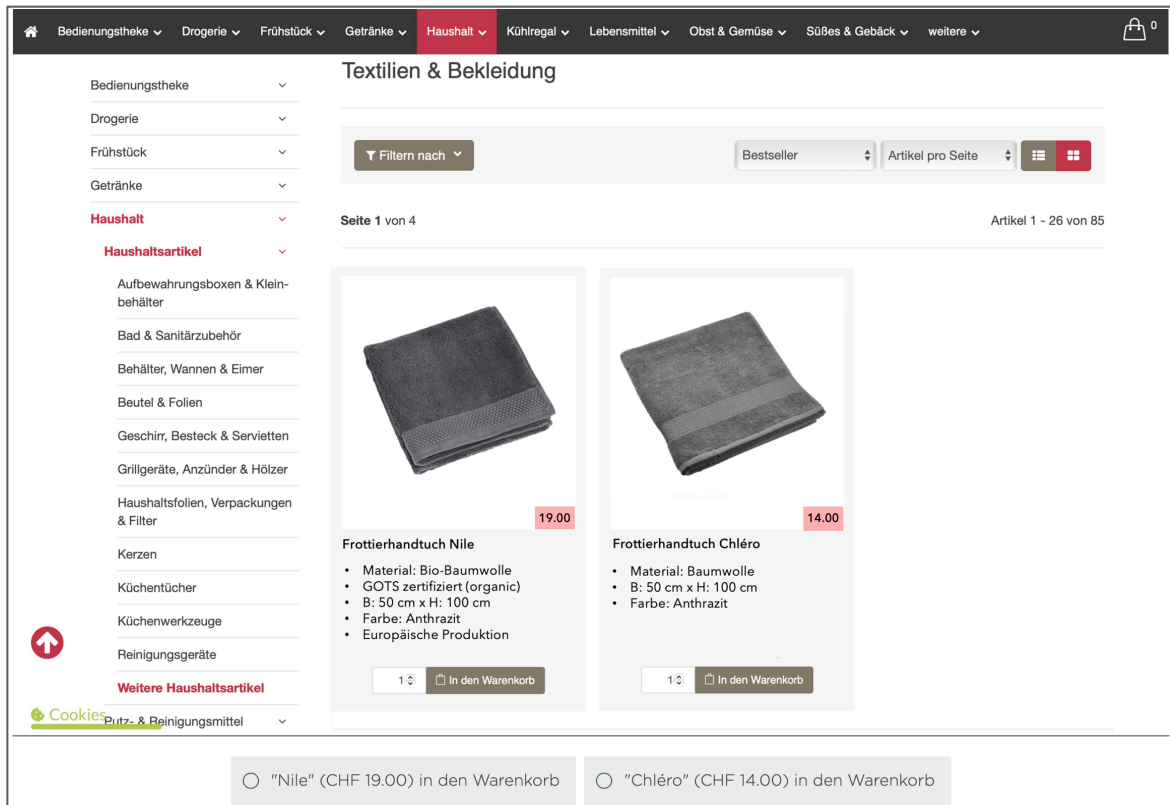 Bedienungstheke Drogerie Frühstück Getränke Haushalt Kühlregal Lebensmittel Obst & Gemüse Süßes & Gebäck weitere 0
Bedienungstheke
Drogerie
Frühstück
Getränke
Haushalt
Haushaltsartikel
Aufbewahrungsboxen & Klein-
behälter
Bad & Sanitärzubehör
Behälter, Wannen & Eimer
Beutel & Folien
Geschirr, Besteck & Servietten
Grillgeräte, Anzünder & Hölzer
Haushaltsfolien, Verpackungen
& Filter
Kerzen
Küchentücher
Küchenwerkzeuge
Reinigungsgeräte
Weitere Haushaltsartikel
Putz- & Reinigungsmittel
Cookies
Textilien & Bekleidung
Filtern nach Bestseller Artikel pro Seite
Seite 1 von 4 Artikel 1 - 26 von 85
19.00
Frottierhandtuch Nile
• Material: Bio-Baumwolle
• GOTS zertifiziert (organic)
• B: 50 cm x H: 100 cm
• Farbe: Anthrazit
• Europäische Produktion
1 In den Warenkorb
14.00
Frottierhandtuch Chléro
• Material: Baumwolle
• B: 50 cm x H: 100 cm
• Farbe: Anthrazit
1 In den Warenkorb
"Nile" (CHF 19.00) in den Warenkorb "Chléro" (CHF 14.00) in den Warenkorb